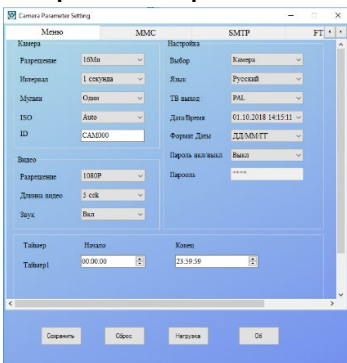 Camera Parameter Setting
Меню MMC SMTP FT
Камера
Разрешение 16Мп
Интервал 1 секунда
Мульти Один
ISO Auto
ID CAM000
Видео
Разрешение 1080P
Длинна видео 5 сек
Звук Вкл
Настройка
Выбор Камера
Язык Русский
ТВ выход PAL
Дата/Время 01.10.2018 14:15:11
Формат Даты ДД/ММ/ГГ
Пароль вкл/выкл Выкл
Пароль ****
Таймер Начало Конец
Таймер1 00:00:00 23:59:59
Сохранить Сброс Нагрузка Об